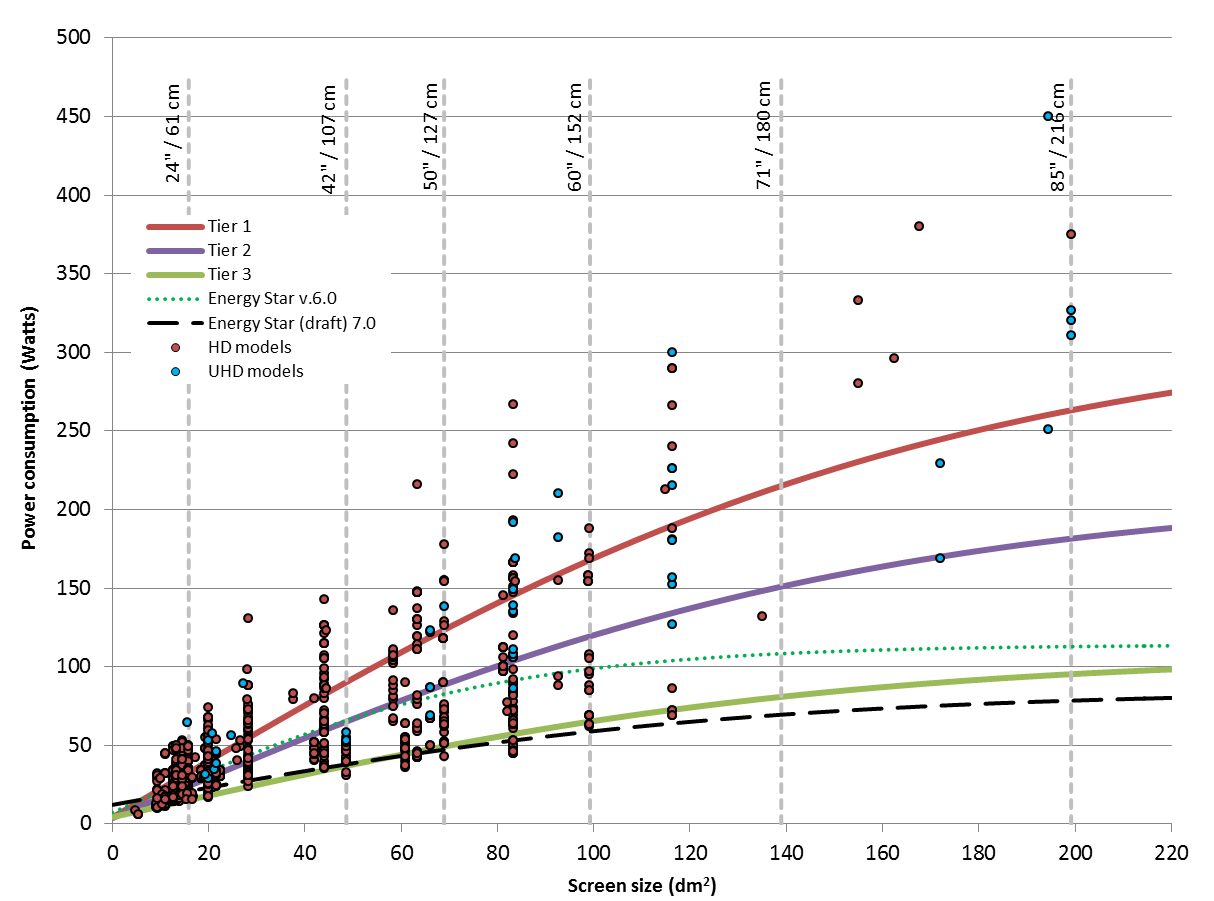 500
450
400
350
300
250
200
150
100
50
0
Power consumption (Watts)
24" / 61 cm
42" / 107 cm
50" / 127 cm
60" / 152 cm
71" / 180 cm
85" / 216 cm
Tier 1
Tier 2
Tier 3
Energy Star v.6.0
Energy Star (draft) 7.0
HD models
UHD models
0 20 40 60 80 100 120 140 160 180 200 220
Screen size (dm²)